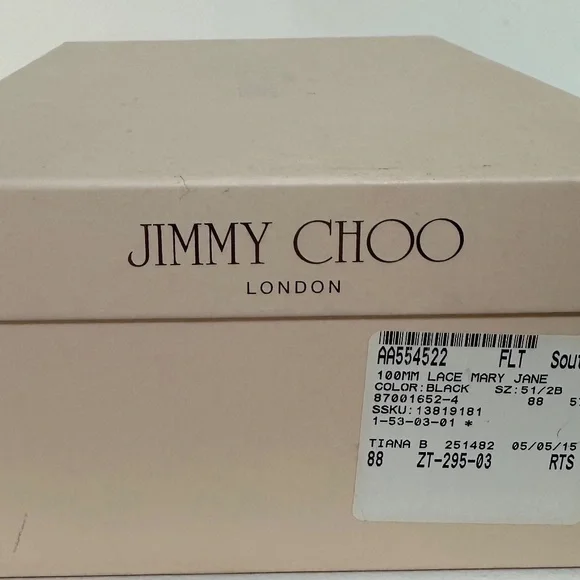 JIMMY CHOO
LONDON
AA554522 FLT
100MM LACE MARY JANE
COLOR:BLACK SZ:51/2B
87001652-4 88
SSKU:13819181
1-53-03-01 *
TIANA B 251482 05/05/15
88 ZT-295-03 RTS